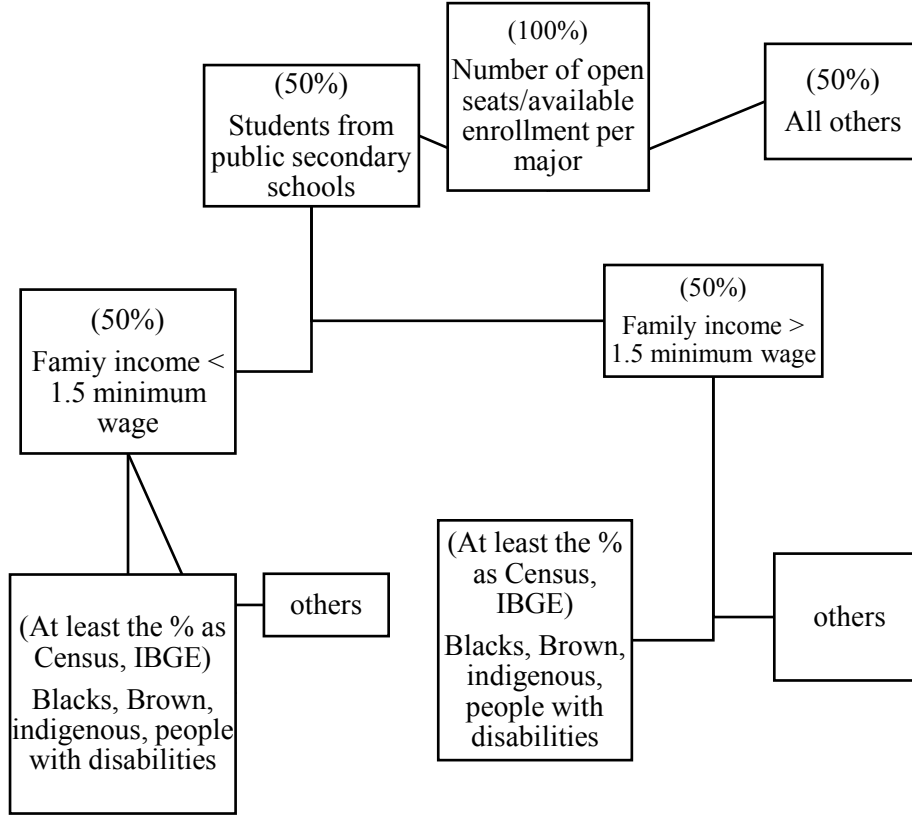 (100%)
Number of open
seats/available
enrollment per
major
(50%)
Students from
public secondary
schools
(50%)
All others
(50%)
Famiy income <
1.5 minimum
wage
(50%)
Family income >
1.5 minimum wage
(At least the % as
Census, IBGE)
Blacks, Brown,
indigenous, people
with disabilities
others
(At least the %
as Census,
IBGE)
Blacks, Brown,
indigenous,
people with
disabilities
others